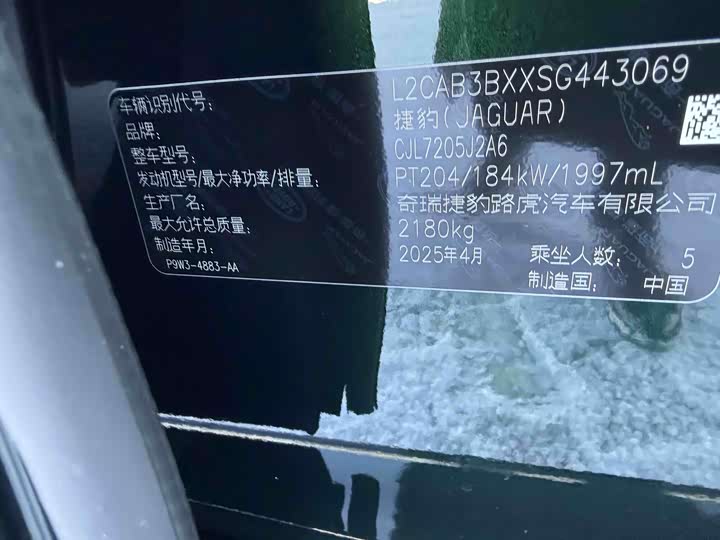 车辆识别代号: L2CAB3BXXSG443069
品牌: 捷豹(JAGUAR)
整车型号: CJL7205J2A6
发动机型号/最大净功率/排量: PT204/184kW/1997mL
生产厂名: 奇瑞捷豹路虎汽车有限公司
最大允许总质量: 2180kg
制造年月: 2025年4月 乘坐人数: 5
P9W3-4883-AA 制造国: 中国